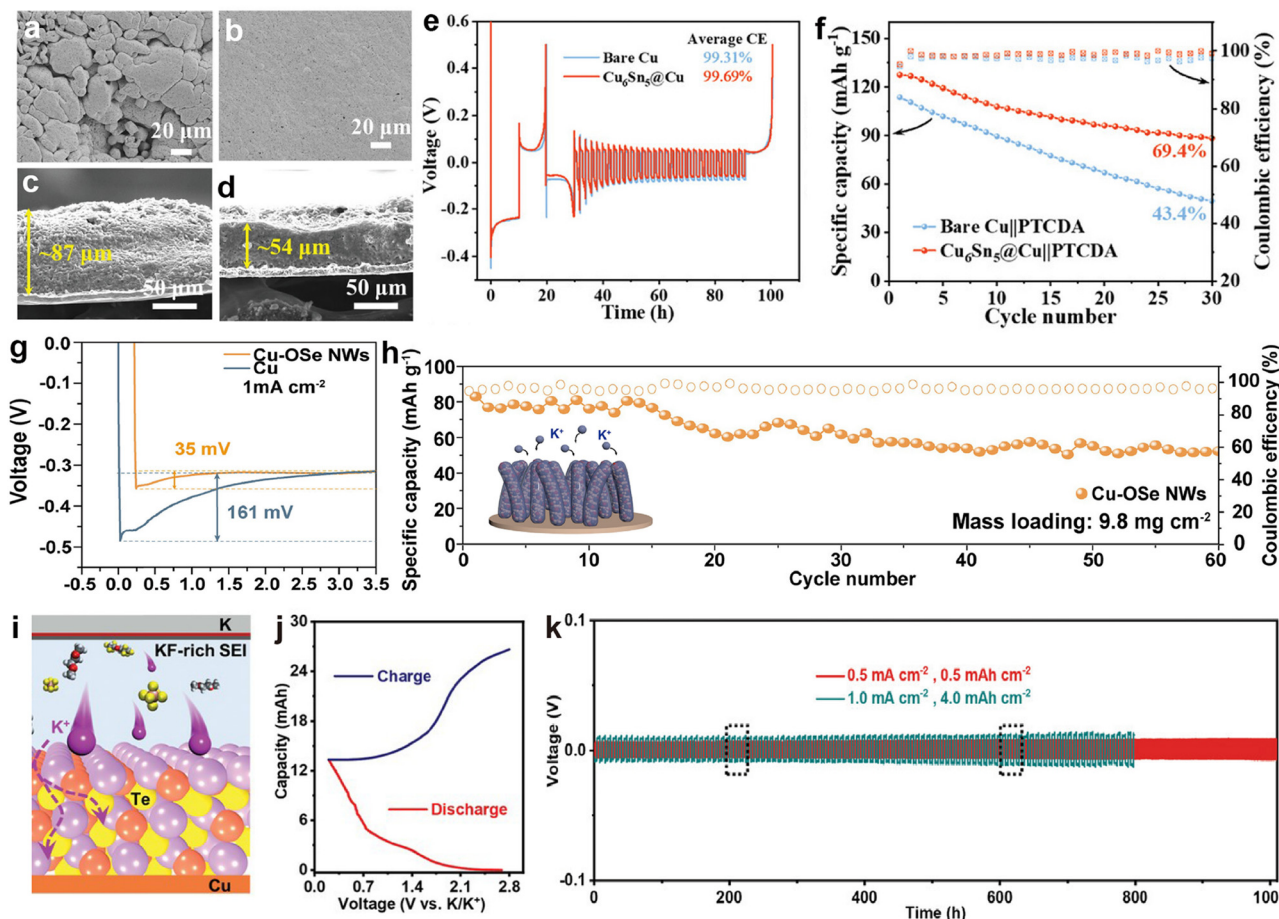 a
20 µm
b
20 µm
c
~87 µm
50 µm
d
~54 µm
50 µm
e
Voltage (V)
0.6
0.4
0.2
0.0
-0.2
-0.4
0 20 40 60 80 100
Time (h)
Average CE
Bare Cu 99.31%
Cu₆Sn₅@Cu 99.69%
f
Specific capacity (mAh g⁻¹)
150
120
90
60
30
0
0 5 10 15 20 25 30
Cycle number
Coulombic efficiency (%)
100
80
60
40
20
69.4%
43.4%
Bare Cu||PTCDA
Cu₆Sn₅@Cu||PTCDA
g
Voltage (V)
0.0
-0.1
-0.2
-0.3
-0.4
-0.5
-0.5 0.0 0.5 1.0 1.5 2.0 2.5 3.0 3.5
Cu-OSe NWs
Cu
1mA cm⁻²
35 mV
161 mV
h
Specific capacity (mAh g⁻¹)
100
80
60
40
20
0
0 10 20 30 40 50 60
Cycle number
Coulombic efficiency (%)
100
80
60
40
20
0
K⁺ K⁺
Cu-OSe NWs
Mass loading: 9.8 mg cm⁻²
i
K
KF-rich SEI
K⁺
Te
Cu
j
Capacity (mAh)
36
27
18
9
0
0.0 0.7 1.4 2.1 2.8
Voltage (V vs. K/K⁺)
Charge
Discharge
k
Voltage (V)
0.1
0.0
-0.1
0 200 400 600 800 1000
Time (h)
0.5 mA cm⁻² , 0.5 mAh cm⁻²
1.0 mA cm⁻² , 4.0 mAh cm⁻²